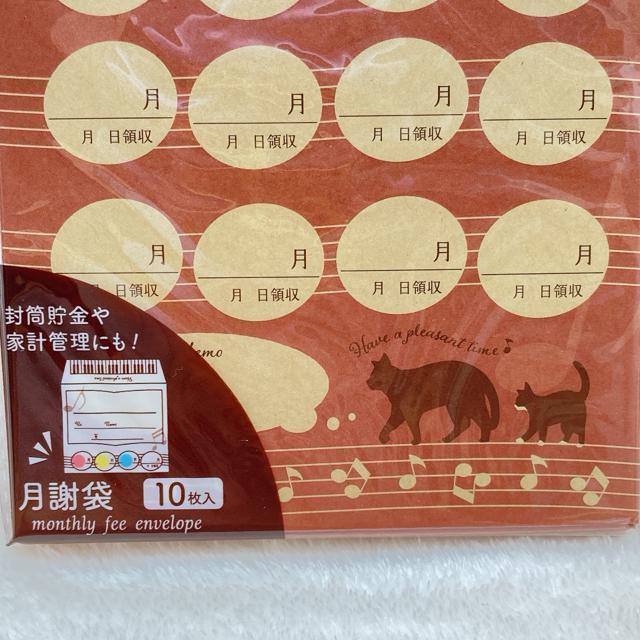 月 月 月 月
月 日領収 月 日領収 月 日領収 月 日領収
月 月 月 月
日領収 月 日領収 月 日領収 月 日領収
封筒貯金や
家計管理にも!
emo
Have a pleasant time♪
月謝袋 10枚入
monthly fee envelope